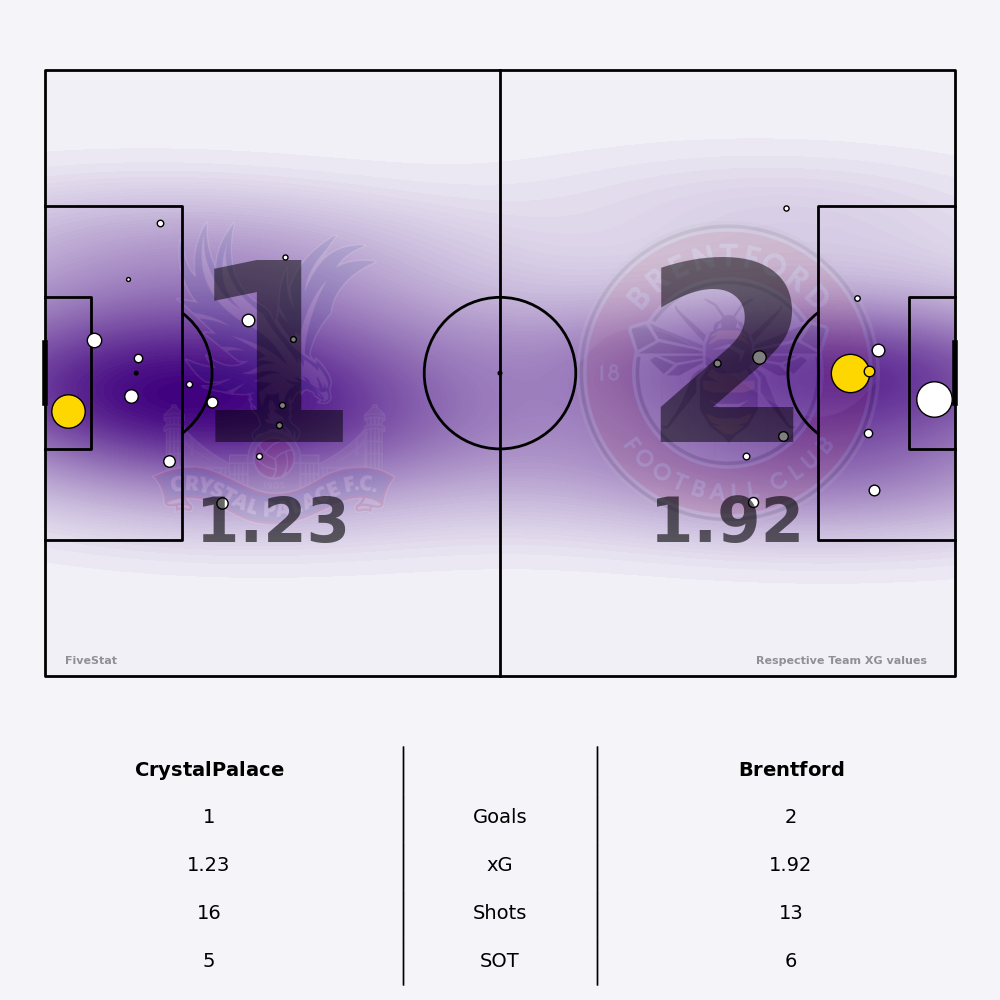 BRENTFORD
1
2
18
FOOTBALL CLUB
CRYSTAL PALACE F.C.
1.23
1.92
FiveStat
Respective Team XG values
CrystalPalace
Brentford
1
Goals
2
1.23
xG
1.92
16
Shots
13
5
SOT
6